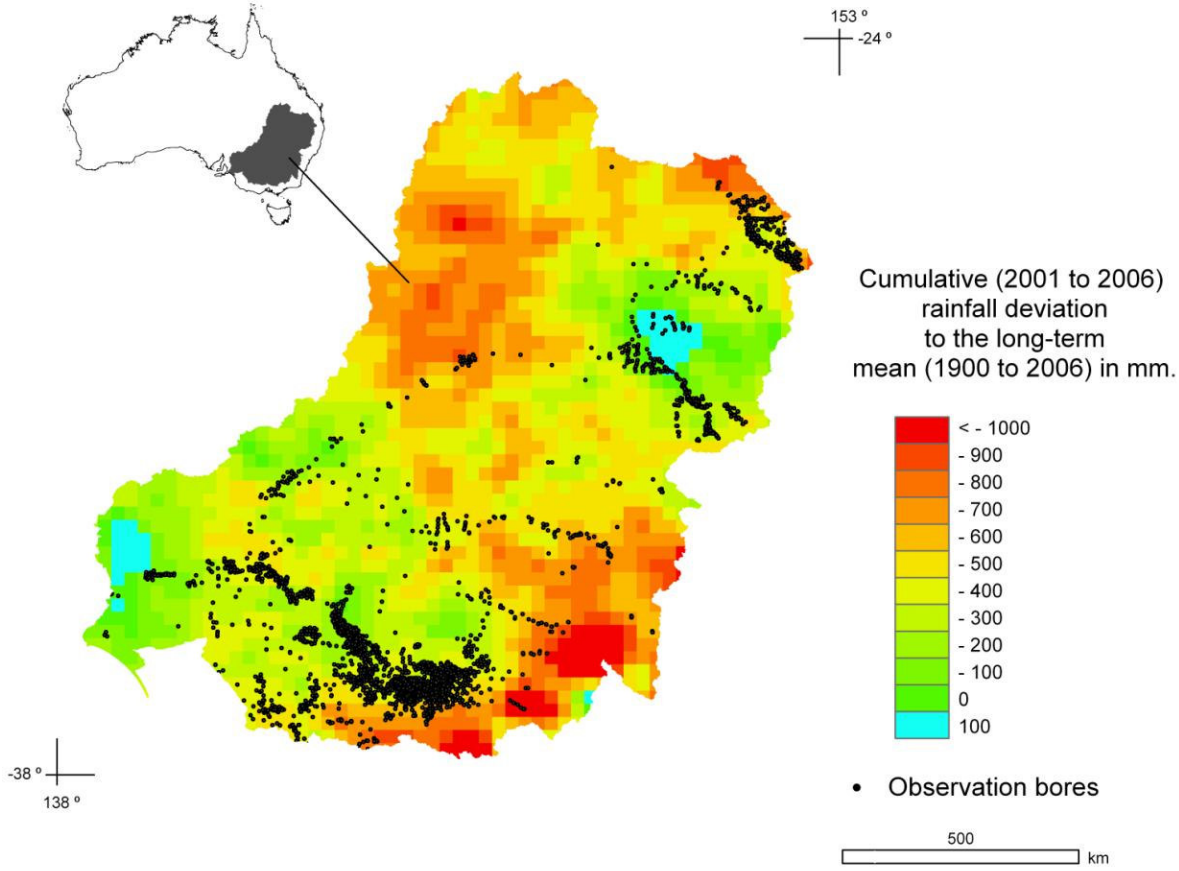 153 º
-24 º
Cumulative (2001 to 2006)
rainfall deviation
to the long-term
mean (1900 to 2006) in mm.
< - 1000
- 900
- 800
- 700
- 600
- 500
- 400
- 300
- 200
- 100
0
100
-38 º
138 º
Observation bores
500
km